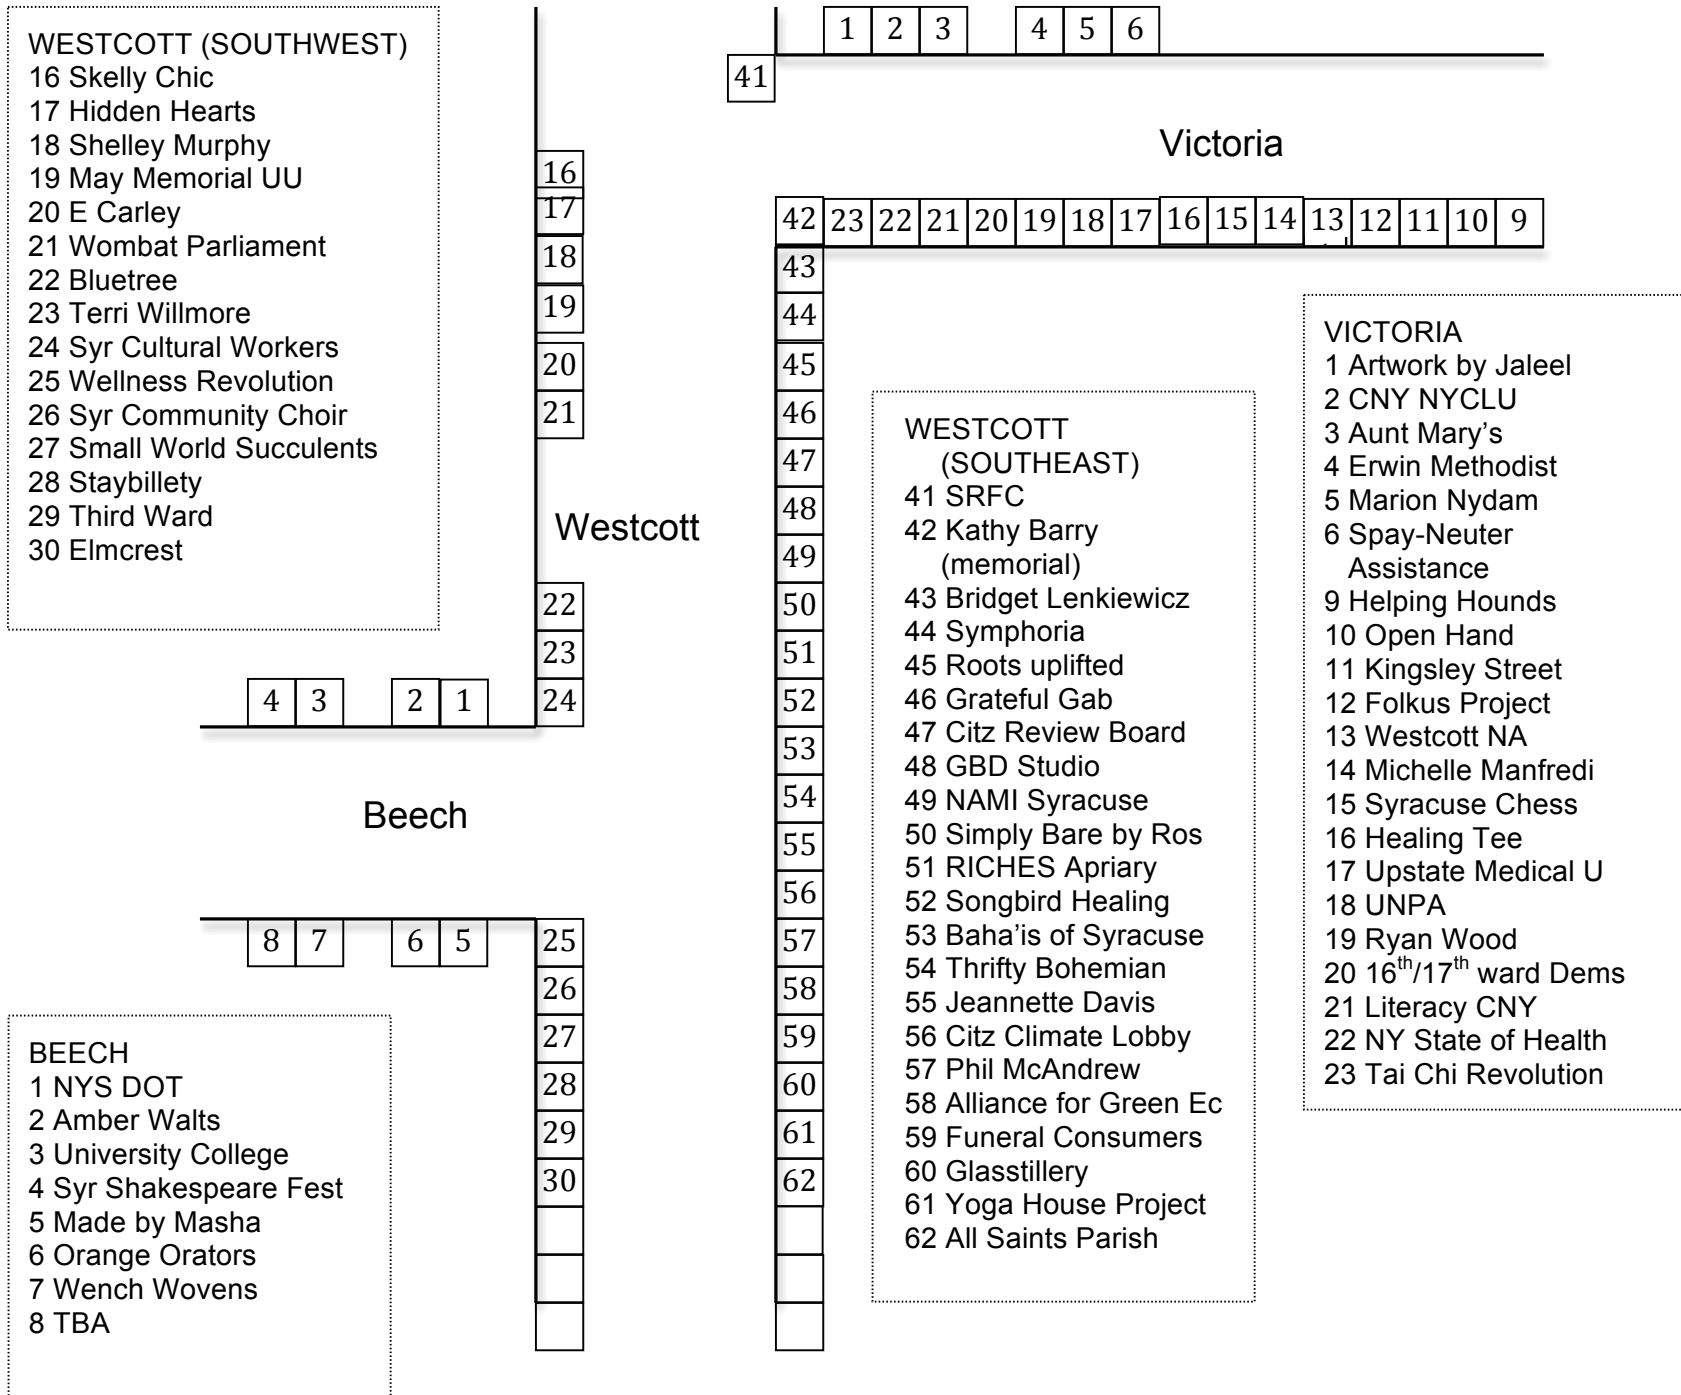 WESTCOTT (SOUTHWEST)
16 Skelly Chic
17 Hidden Hearts
18 Shelley Murphy
19 May Memorial UU
20 E Carley
21 Wombat Parliament
22 Bluetree
23 Terri Willmore
24 Syr Cultural Workers
25 Wellness Revolution
26 Syr Community Choir
27 Small World Succulents
28 Staybillety
29 Third Ward
30 Elmcrest
1 2 3 4 5 6
41
Victoria
16
17
18
19
20
21
Westcott
22
23
24
4 3 2 1
Beech
8 7 6 5
25
26
27
28
29
30
42 23 22 21 20 19 18 17 16 15 14 13 12 11 10 9
43
44
45
46
47
48
49
50
51
52
53
54
55
56
57
58
59
60
61
62
WESTCOTT
(SOUTHEAST)
41 SRFC
42 Kathy Barry
(memorial)
43 Bridget Lenkiewicz
44 Symphoria
45 Roots uplifted
46 Grateful Gab
47 Citz Review Board
48 GBD Studio
49 NAMI Syracuse
50 Simply Bare by Ros
51 RICHES Apriary
52 Songbird Healing
53 Baha'is of Syracuse
54 Thrifty Bohemian
55 Jeannette Davis
56 Citz Climate Lobby
57 Phil McAndrew
58 Alliance for Green Ec
59 Funeral Consumers
60 Glasstillery
61 Yoga House Project
62 All Saints Parish
VICTORIA
1 Artwork by Jaleel
2 CNY NYCLU
3 Aunt Mary's
4 Erwin Methodist
5 Marion Nydam
6 Spay-Neuter
Assistance
9 Helping Hounds
10 Open Hand
11 Kingsley Street
12 Folkus Project
13 Westcott NA
14 Michelle Manfredi
15 Syracuse Chess
16 Healing Tee
17 Upstate Medical U
18 UNPA
19 Ryan Wood
20 16th/17th ward Dems
21 Literacy CNY
22 NY State of Health
23 Tai Chi Revolution
BEECH
1 NYS DOT
2 Amber Walts
3 University College
4 Syr Shakespeare Fest
5 Made by Masha
6 Orange Orators
7 Wench Wovens
8 TBA